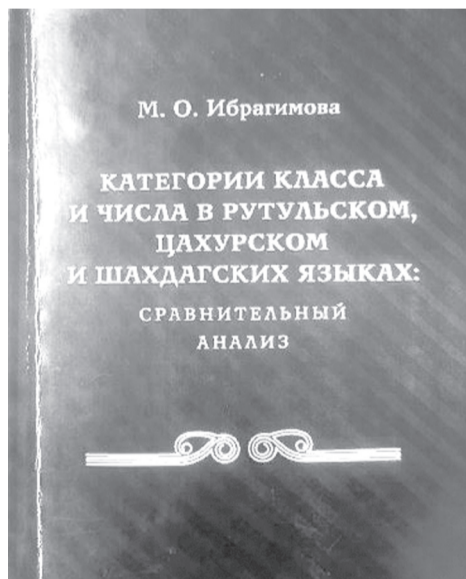 М. О. Ибрагимова
КАТЕГОРИИ КЛАССА
И ЧИСЛА В РУТУЛЬСКОМ,
ЦАХУРСКОМ
И ШАХДАГСКИХ ЯЗЫКАХ:
СРАВНИТЕЛЬНЫЙ
АНАЛИЗ